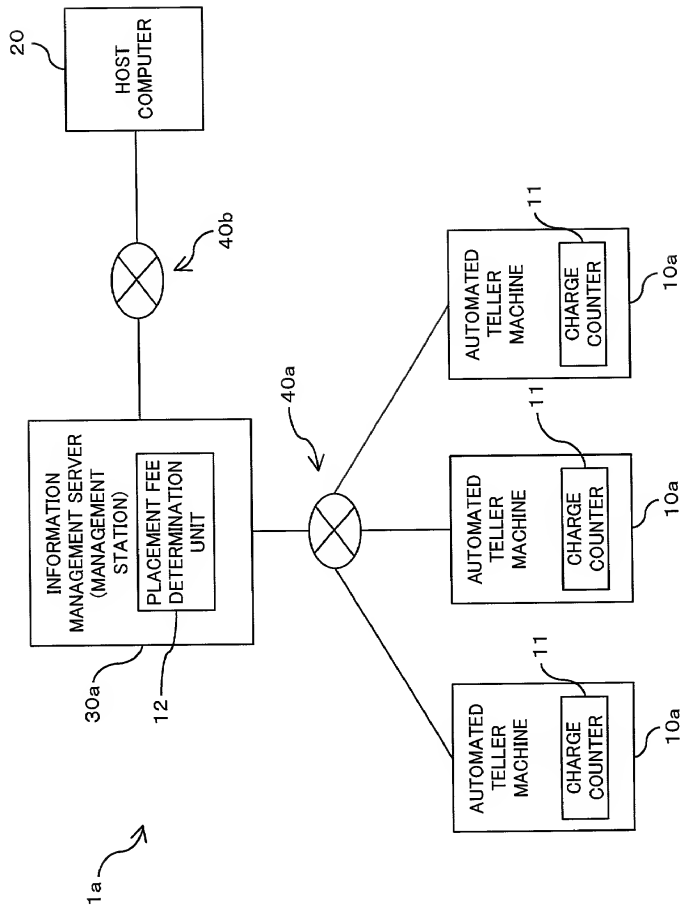 20
HOST
COMPUTER
40b
INFORMATION
MANAGEMENT SERVER
(MANAGEMENT
STATION)
PLACEMENT FEE
DETERMINATION
UNIT
30a
12
40a
1a
AUTOMATED
TELLER
MACHINE
11
CHARGE
COUNTER
10a
AUTOMATED
TELLER
MACHINE
11
CHARGE
COUNTER
10a
AUTOMATED
TELLER
MACHINE
11
CHARGE
COUNTER
10a